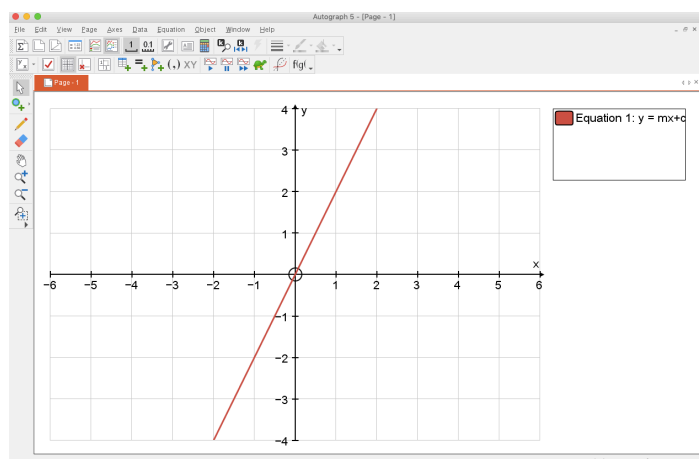 Autograph 5 - [Page - 1]
File Edit View Page Axes Data Equation Object Window Help
Σ 1 0.1
(,) XY fig(
Page - 1
Equation 1: y = mx+c
y
4
3
2
1
x
−6 −5 −4 −3 −2 −1 1 2 3 4 5 6
−1
−2
−3
−4